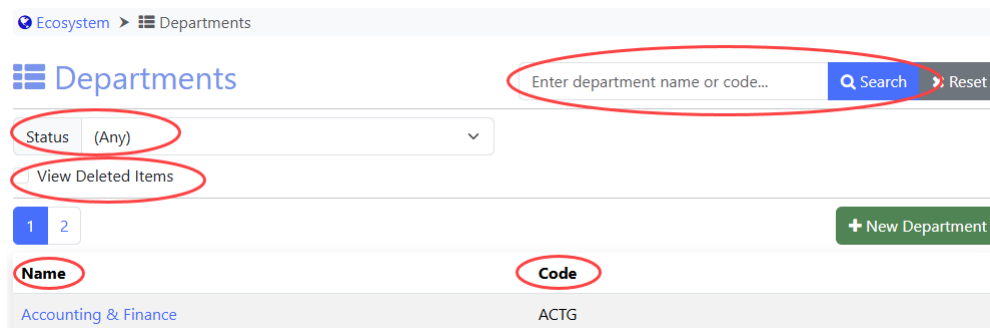 Ecosystem > Departments
Departments
Enter department name or code... Search Reset
Status (Any)
View Deleted Items
1 2
New Department
Name Code
Accounting & Finance ACTG